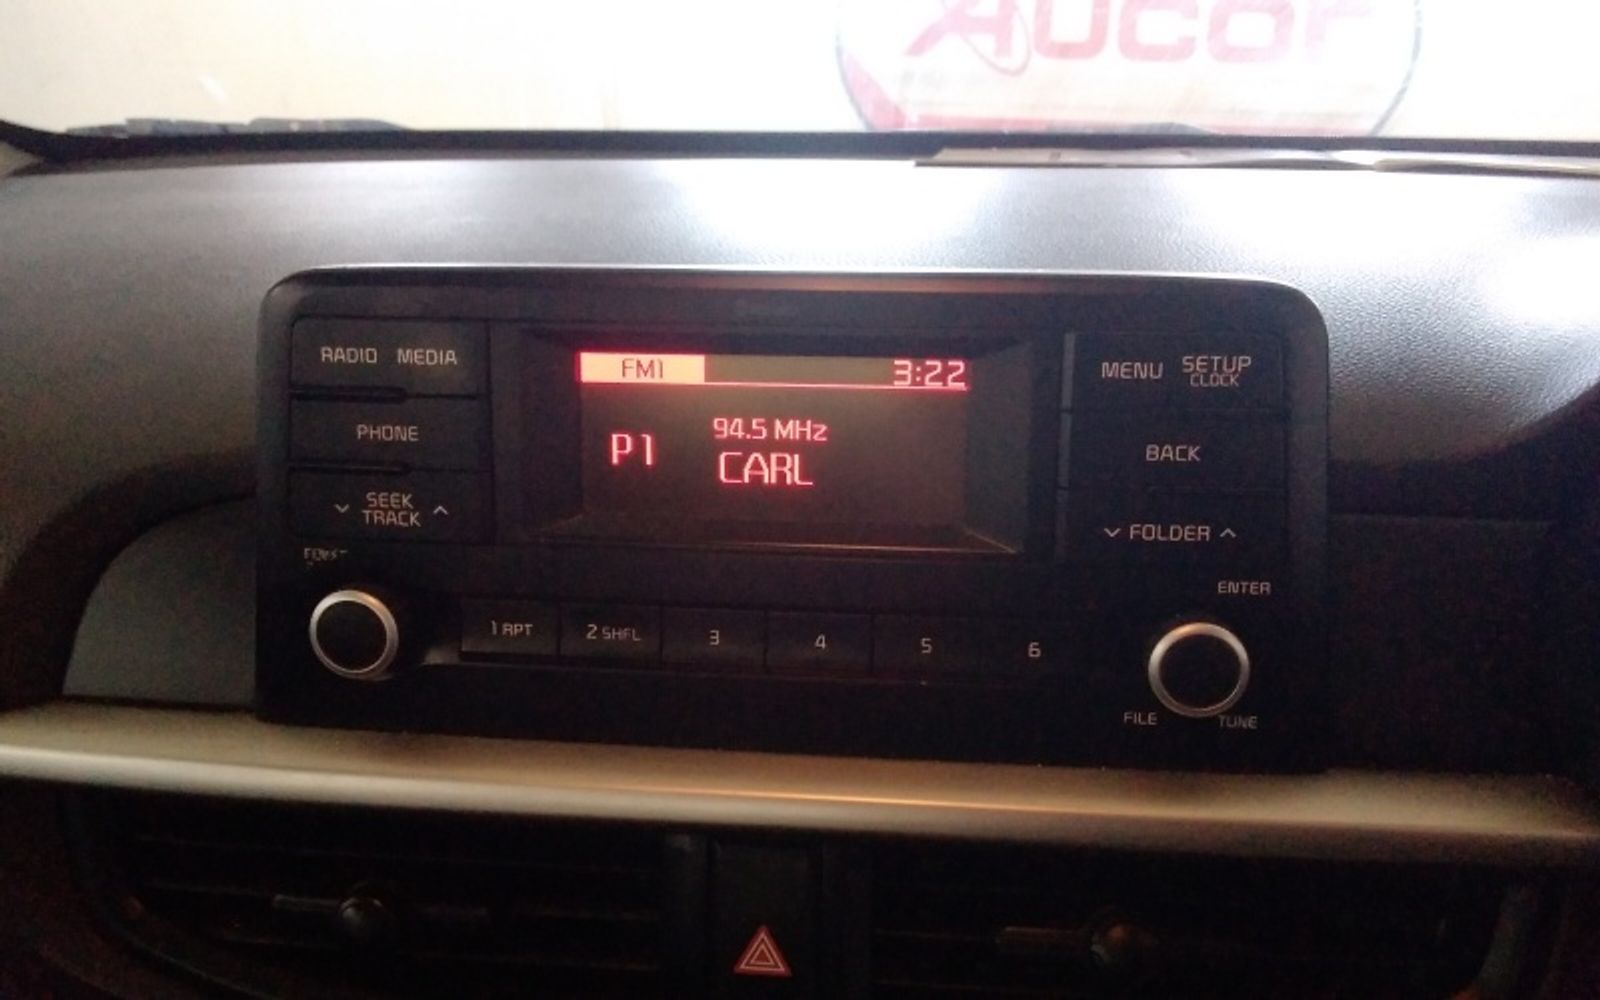 AUCOR
RADIO MEDIA
PHONE
SEEK
TRACK
FM1 3:22
94.5 MHz
P1
CARL
MENU SETUP
CLOCK
BACK
FOLDER
ENTER
1 RPT 2 SHFL 3 4 5 6
FILE TUNE